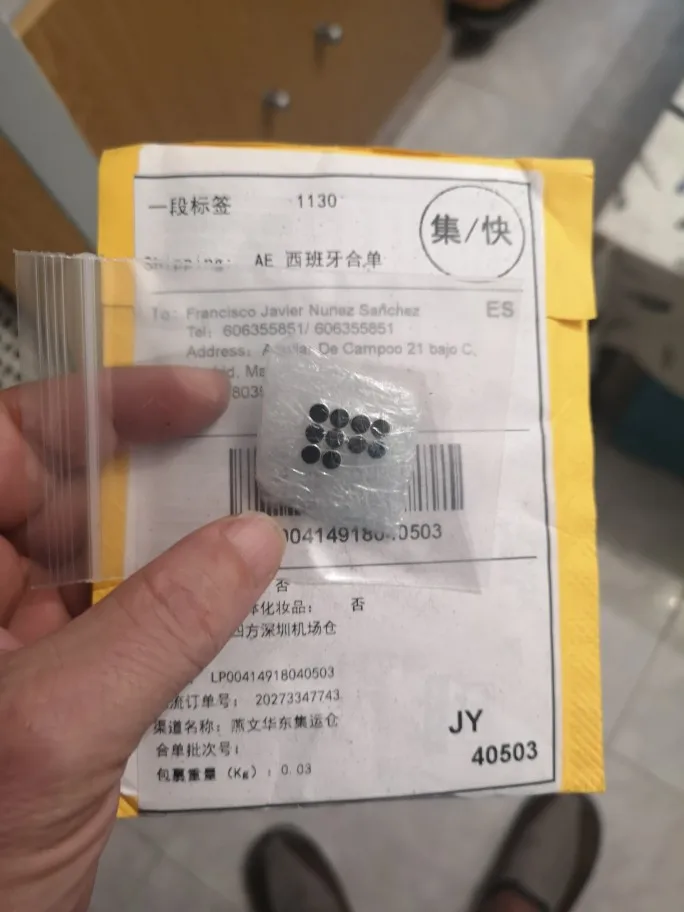 一段标签 1130
集/快
Shipping: AE 西班牙合单
To: Francisco Javier Nunez Sañchez
ES
Tel: 606355851/ 606355851
Address: De Campoo 21 bajo C,
否
化妆品: 否
四方深圳机场仓
LP00414918040503
流订单号: 20273347743
渠道名称: 燕文华东集运仓
合单批次号:
包裹重量 (Kg) : 0.03
JY
40503